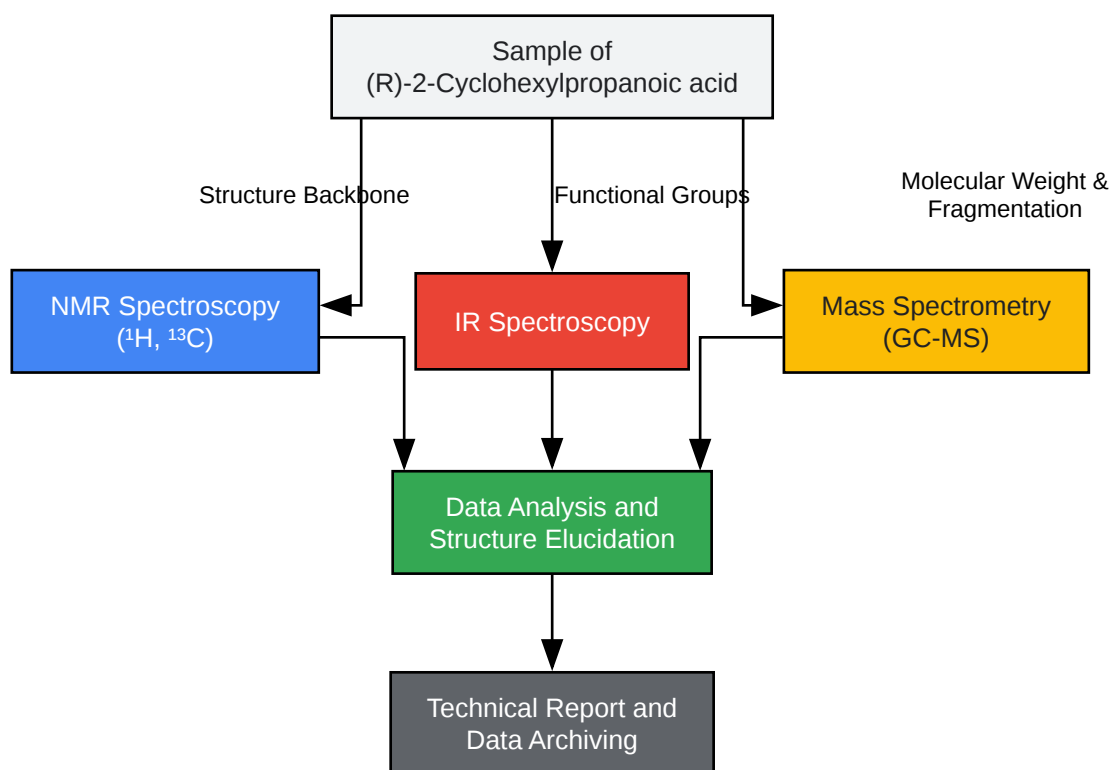 Sample of
(R)-2-Cyclohexylpropanoic acid
Structure Backbone
Functional Groups
Molecular Weight &
Fragmentation
NMR Spectroscopy
(¹H, ¹³C)
IR Spectroscopy
Mass Spectrometry
(GC-MS)
Data Analysis and
Structure Elucidation
Technical Report and
Data Archiving